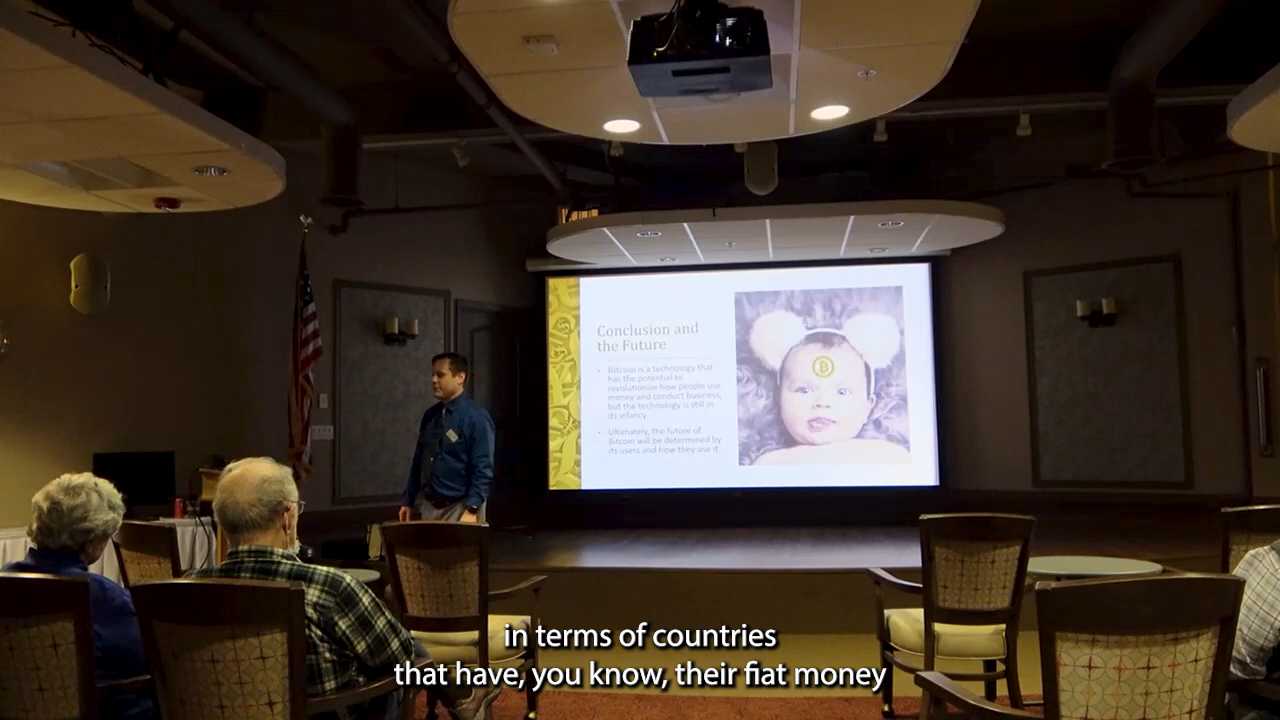 Conclusion and
the Future
Bitcoin is a technology that
has the potential to
revolutionize how people use
money and conduct business,
but the technology is still in
its infancy.
Ultimately, the future of
Bitcoin will be determined by
its users and how they use it.
in terms of countries
that have, you know, their fiat money